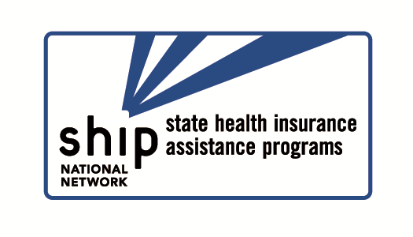 ship
NATIONAL
NETWORK
state health insurance
assistance programs